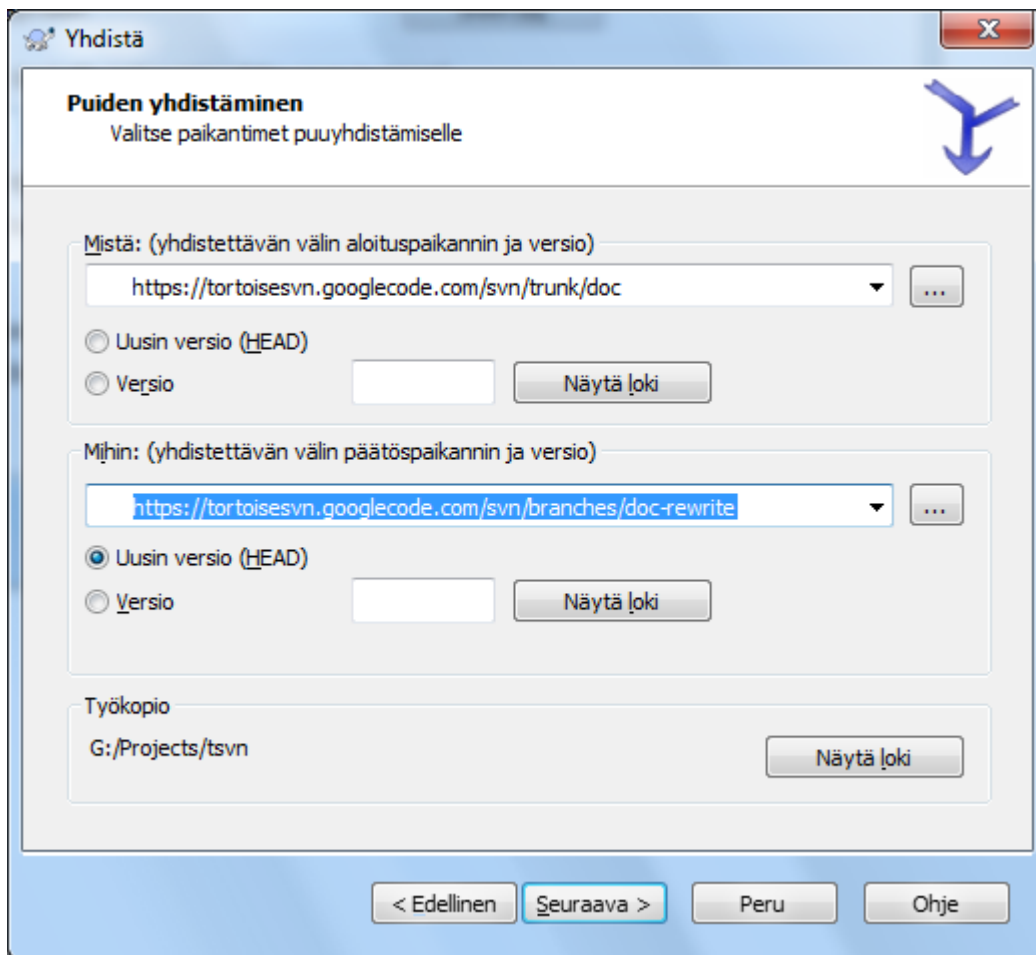 Yhdistä
Puiden yhdistäminen
Valitse paikantimet puuyhdistämiselle
Mistä: (yhdistettävän välin aloituspaikannin ja versio)
https://tortoisesvn.googlecode.com/svn/trunk/doc
...
Uusin versio (HEAD)
Versio
Näytä loki
Mihin: (yhdistettävän välin päätöspaikannin ja versio)
https://tortoisesvn.googlecode.com/svn/branches/doc-rewrite
...
Uusin versio (HEAD)
Versio
Näytä loki
Työkopio
G:/Projects/tsvn
Näytä loki
< Edellinen
Seuraava >
Peru
Ohje